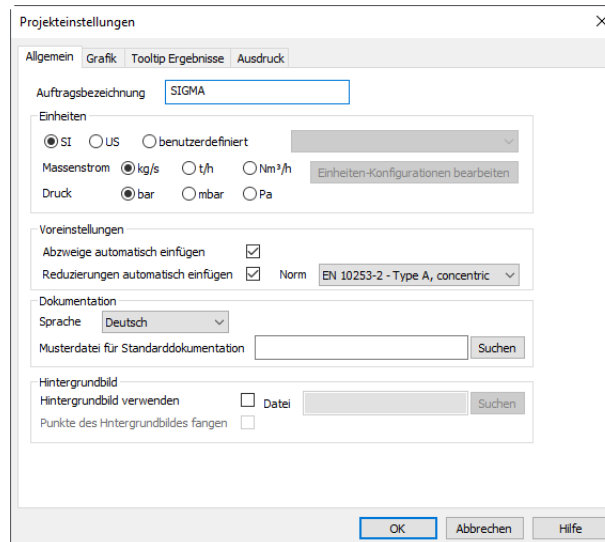 Projekteinstellungen
Allgemein Grafik Tooltip Ergebnisse Ausdruck
Auftragsbezeichnung SIGMA
Einheiten
SI US benutzerdefiniert
Massenstrom kg/s t/h Nm³/h Einheiten-Konfigurationen bearbeiten
Druck bar mbar Pa
Voreinstellungen
Abzweige automatisch einfügen
Reduzierungen automatisch einfügen Norm EN 10253-2 - Type A, concentric
Dokumentation
Sprache Deutsch
Musterdatei für Standarddokumentation Suchen
Hintergrundbild
Hintergrundbild verwenden Datei Suchen
Punkte des Hntergrundbildes fangen
OK Abbrechen Hilfe